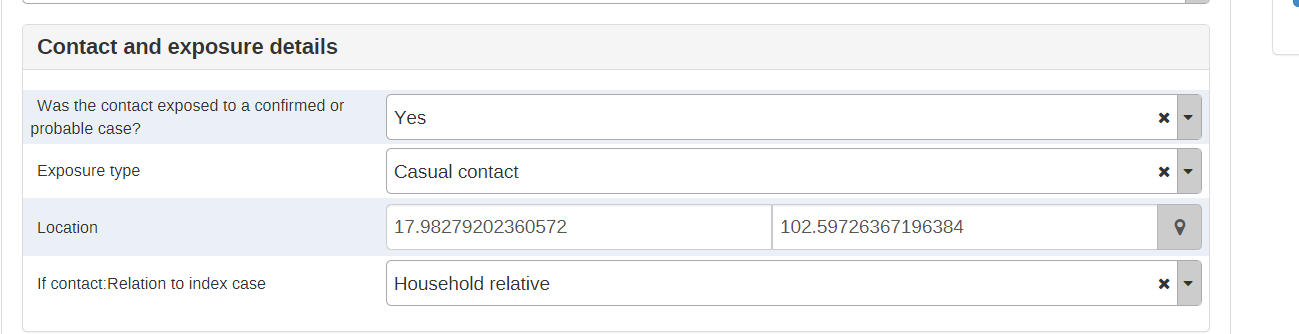 Contact and exposure details
Was the contact exposed to a confirmed or
probable case?
Yes
Exposure type
Casual contact
Location
17.98279202360572
102.59726367196384
If contact:Relation to index case
Household relative